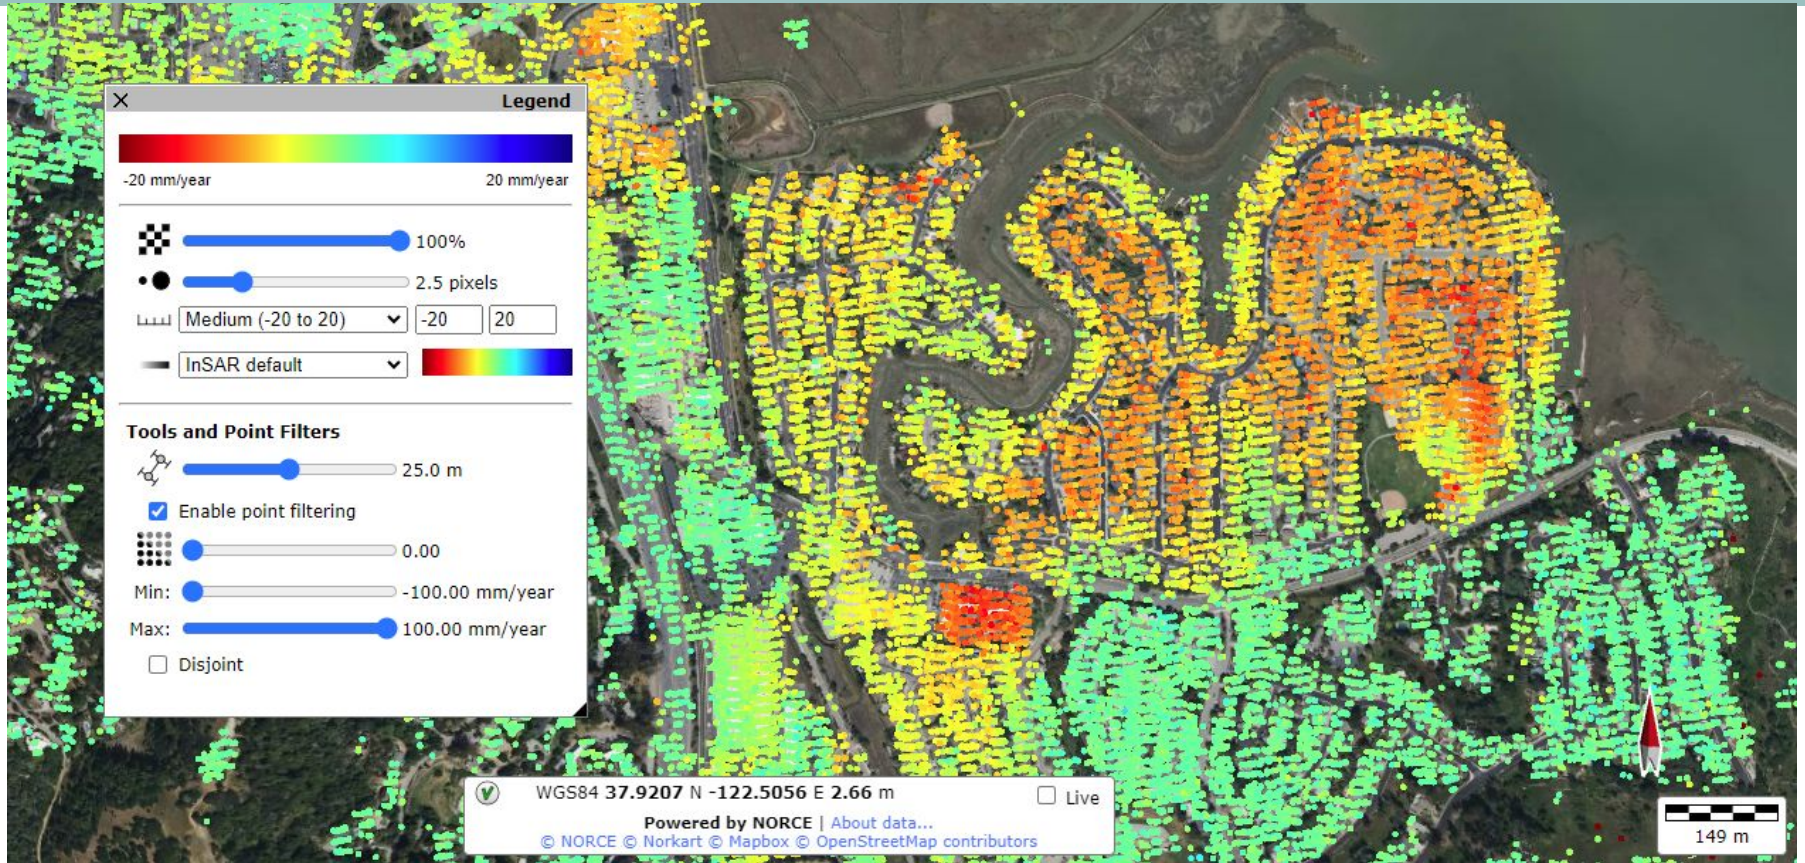 Legend
-20 mm/year 20 mm/year
100%
2.5 pixels
Medium (-20 to 20) -20 20
InSAR default
Tools and Point Filters
25.0 m
Enable point filtering
0.00
Min: -100.00 mm/year
Max: 100.00 mm/year
Disjoint
WGS84 37.9207 N -122.5056 E 2.66 m Live
Powered by NORCE | About data...
© NORCE © Norkart © Mapbox © OpenStreetMap contributors
149 m